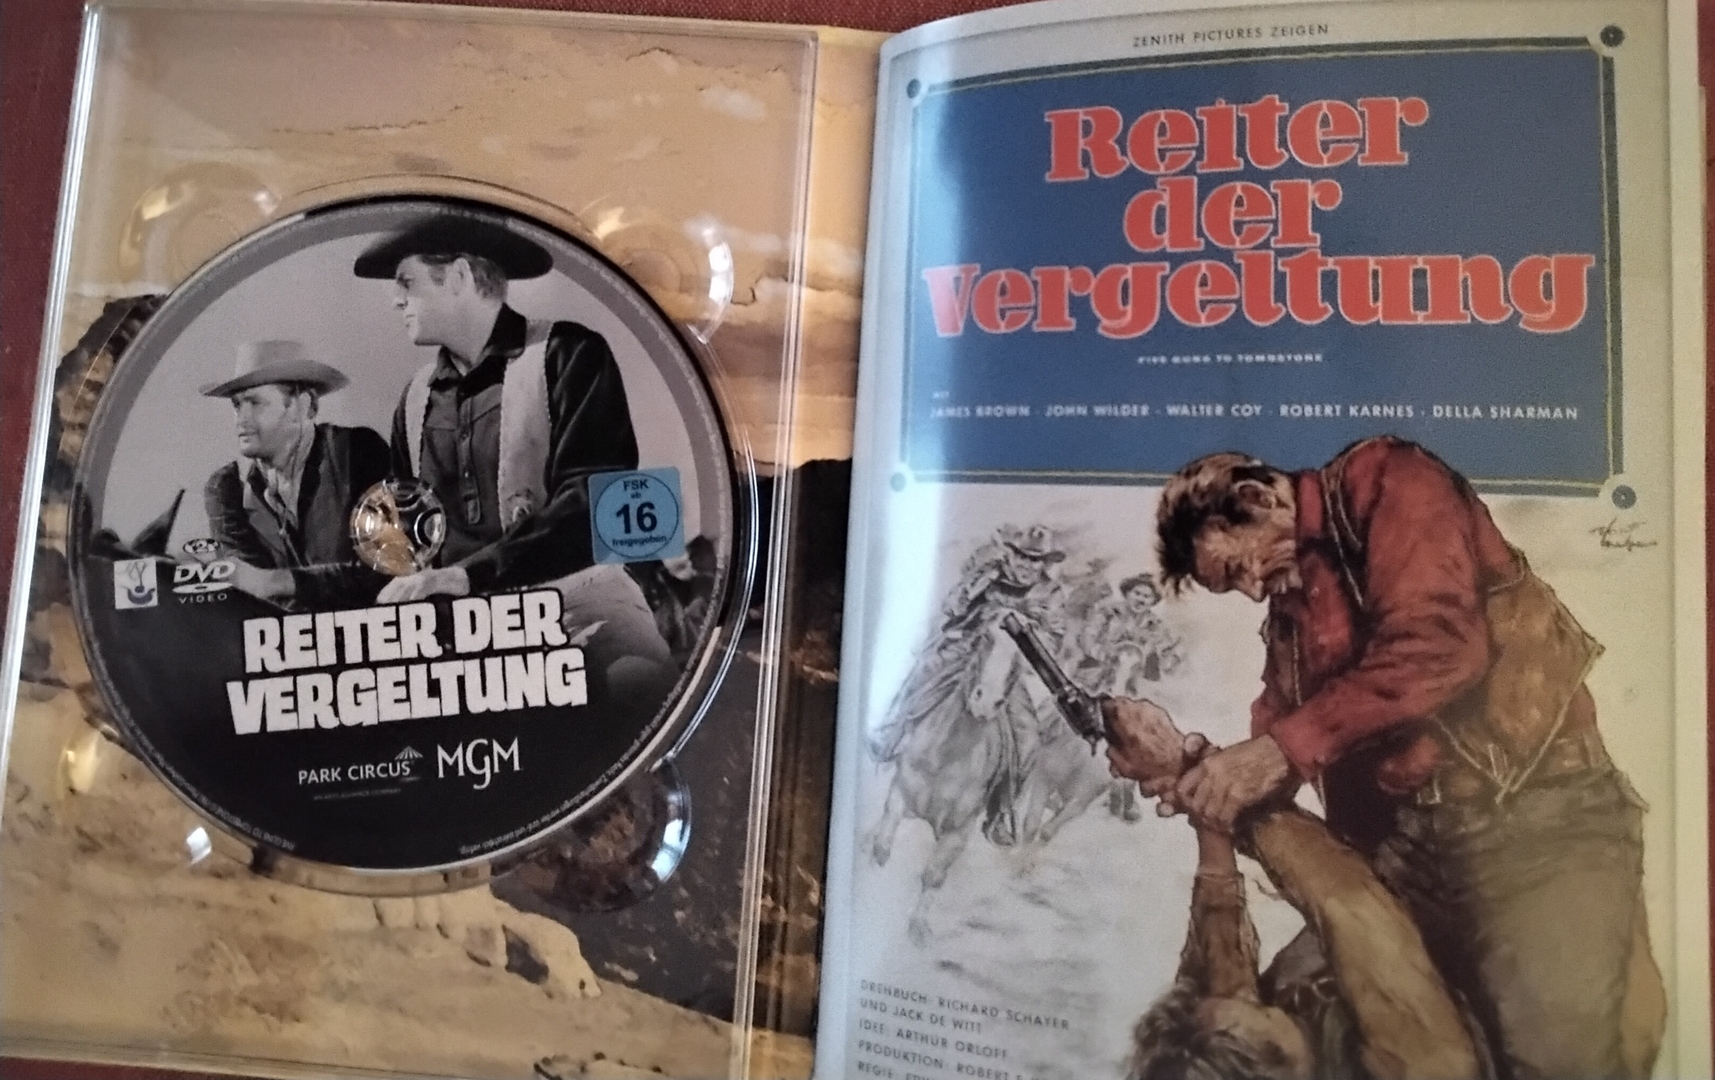 FSK
ab
16
freigegeben
DVD
VIDEO
REITER DER
VERGELTUNG
PARK CIRCUS
MGM
ZENITH PICTURES ZEIGEN
Reiter
der
Vergeltung
FIVE GUNS TO TOMBSTONE
MIT
JAMES BROWN · JOHN WILDER · WALTER COY · ROBERT KARNES · DELLA SHARMAN
DREHBUCH: RICHARD SCHAYER
UND JACK DE WITT
IDEE: ARTHUR ORLOFF
PRODUKTION: ROBERT E.
REGIE: